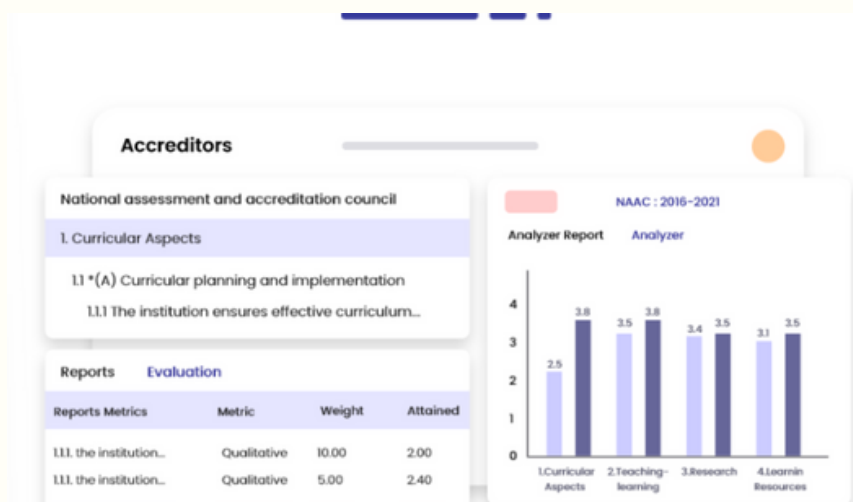 Accreditors
National assessment and accreditation council
1. Curricular Aspects
1.1 *(A) Curricular planning and implementation
1.1.1 The institution ensures effective curriculum...
Reports Evaluation
Reports Metrics Metric Weight Attained
1.1.1. the institution... Qualitative 10.00 2.00
1.1.1. the institution... Qualitative 5.00 2.40
NAAC : 2016-2021
Analyzer Report Analyzer
4
3
2
1
0
2.5 3.8 3.5 3.8 3.4 3.5 3.1 3.5
1.Curricular Aspects
2.Teaching-learning
3.Research
4.Learnin Resources